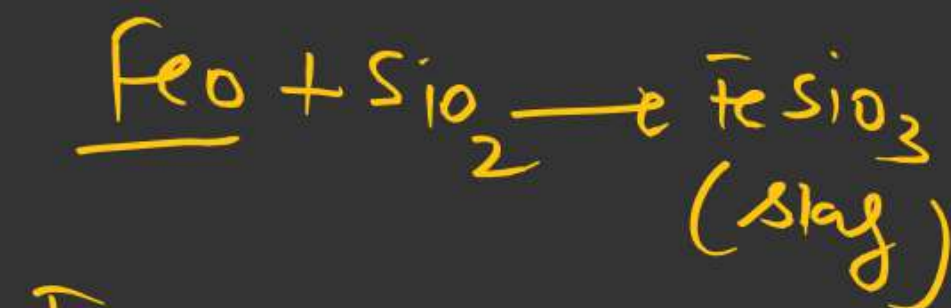 FeO + SiO2 → FeSiO3
(slag)